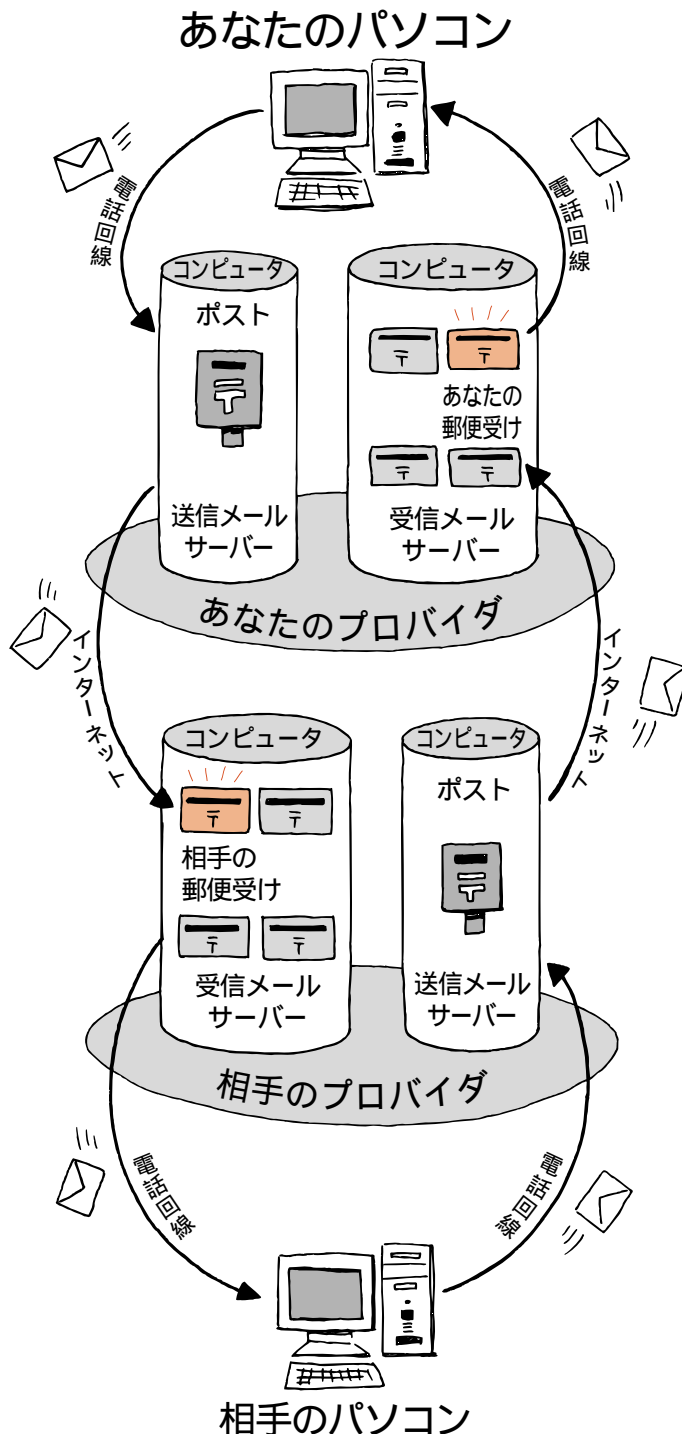 あなたのパソコン
電話回線
電話回線
コンピュータ
ポスト
〒
送信メール
サーバー
コンピュータ
〒
〒
あなたの
郵便受け
〒
〒
受信メール
サーバー
あなたのプロバイダ
インターネット
インターネット
コンピュータ
〒
〒
相手の
郵便受け
〒
〒
受信メール
サーバー
コンピュータ
ポスト
〒
送信メール
サーバー
相手のプロバイダ
電話回線
電話回線
相手のパソコン